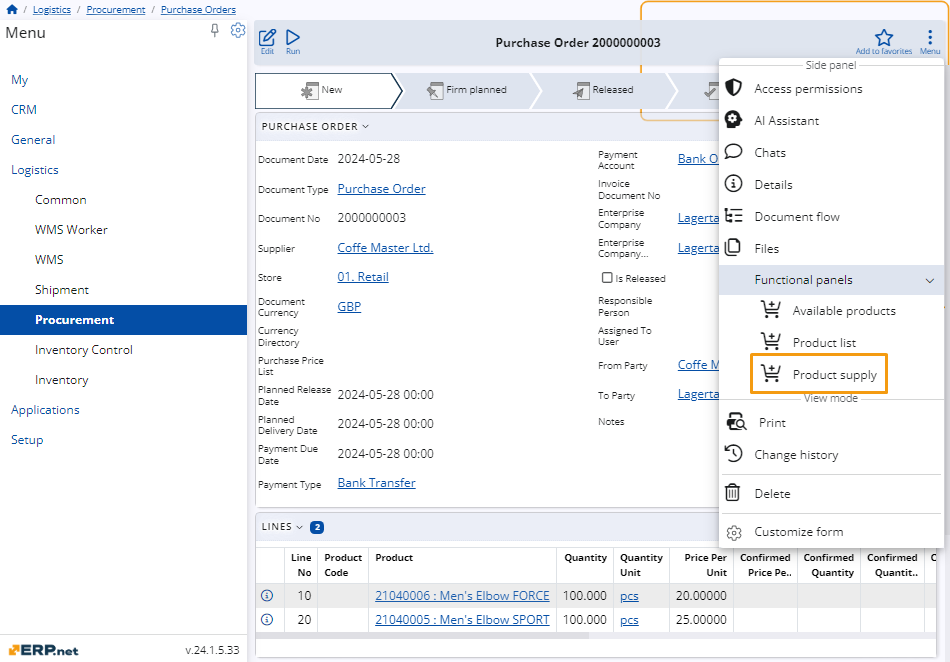 / Logistics / Procurement / Purchase Orders
Menu
My
CRM
General
Logistics
Common
WMS Worker
WMS
Shipment
Procurement
Inventory Control
Inventory
Applications
Setup
ERP.net
v.24.1.5.33
Edit
Run
Purchase Order 2000000003
Add to favorites
Menu
New
Firm planned
Released
PURCHASE ORDER
Document Date 2024-05-28
Document Type Purchase Order
Document No 2000000003
Supplier Coffe Master Ltd.
Store 01. Retail
Document Currency GBP
Currency Directory
Purchase Price List
Planned Release Date 2024-05-28 00:00
Planned Delivery Date 2024-05-28 00:00
Payment Due Date 2024-05-28 00:00
Payment Type Bank Transfer
Payment Account Bank O
Invoice Document No
Enterprise Company Lagerta
Enterprise Company... Lagerta
Is Released
Responsible Person
Assigned To User
From Party Coffe M
To Party Lagerta
Notes
Side panel
Access permissions
AI Assistant
Chats
Details
Document flow
Files
Functional panels
Available products
Product list
Product supply
View mode
Print
Change history
Delete
Customize form
LINES 2
Line No Product Code Product Quantity Quantity Unit Price Per Unit Confirmed Price Pe.. Confirmed Quantity Confirmed Quantit..
10 21040006 : Men's Elbow FORCE 100.000 pcs 20.00000
20 21040005 : Men's Elbow SPORT 100.000 pcs 25.00000